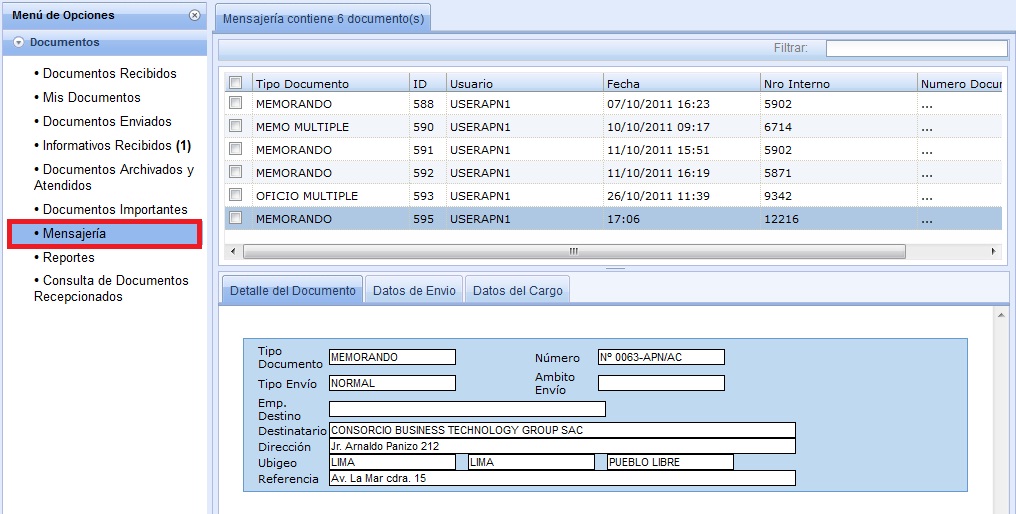 Menú de Opciones
Documentos
• Documentos Recibidos
• Mis Documentos
• Documentos Enviados
• Informativos Recibidos (1)
• Documentos Archivados y
Atendidos
• Documentos Importantes
• Mensajería
• Reportes
• Consulta de Documentos
Recepcionados
Mensajería contiene 6 documento(s)
Filtrar:
Tipo Documento ID Usuario Fecha Nro Interno Numero Docur
MEMORANDO 588 USERAPN1 07/10/2011 16:23 5902 ...
MEMO MULTIPLE 590 USERAPN1 10/10/2011 09:17 6714 ...
MEMORANDO 591 USERAPN1 11/10/2011 15:51 5902 ...
MEMORANDO 592 USERAPN1 11/10/2011 16:19 5871 ...
OFICIO MULTIPLE 593 USERAPN1 26/10/2011 11:39 9342 ...
MEMORANDO 595 USERAPN1 17:06 12216 ...
Detalle del Documento Datos de Envio Datos del Cargo
Tipo
Documento MEMORANDO Número Nº 0063-APN/AC
Tipo Envío NORMAL Ambito
Envío
Emp.
Destino
Destinatario CONSORCIO BUSINESS TECHNOLOGY GROUP SAC
Dirección Jr. Arnaldo Panizo 212
Ubigeo LIMA LIMA PUEBLO LIBRE
Referencia Av. La Mar cdra. 15